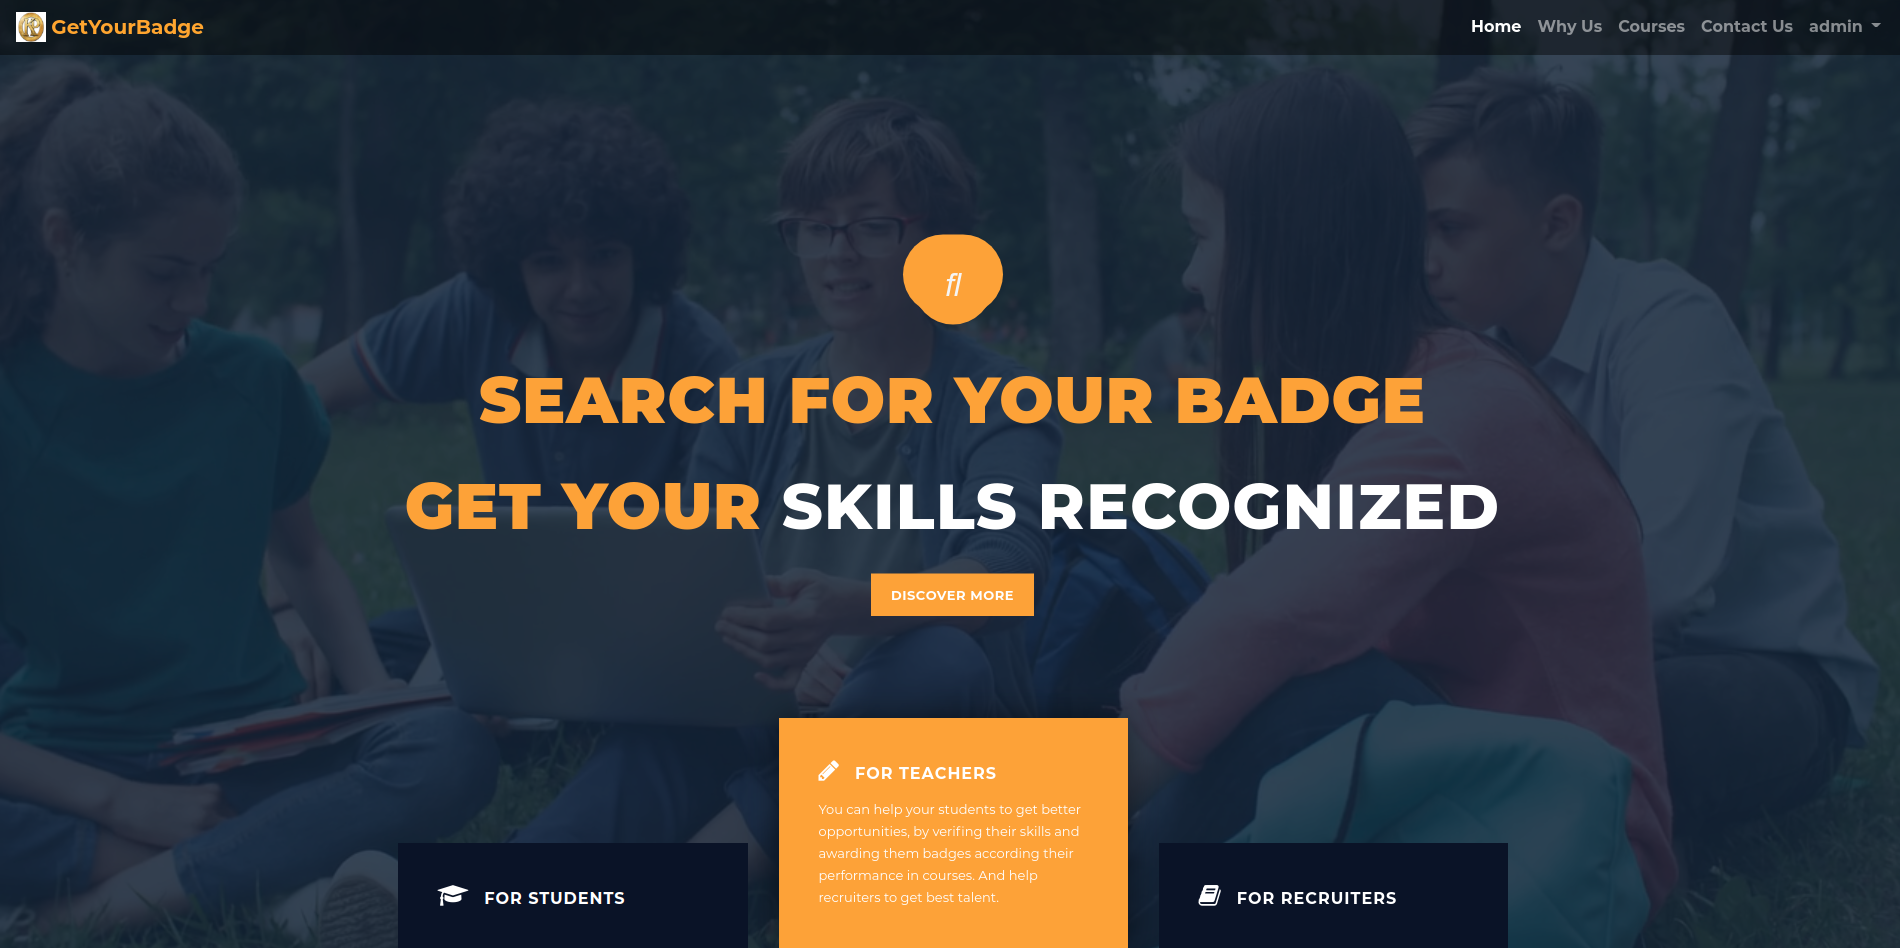 GetYourBadge
Home Why Us Courses Contact Us admin
fl
SEARCH FOR YOUR BADGE
GET YOUR SKILLS RECOGNIZED
DISCOVER MORE
FOR TEACHERS
You can help your students to get better
opportunities, by verifing their skills and
awarding them badges according their
performance in courses. And help
recruiters to get best talent.
FOR STUDENTS
FOR RECRUITERS